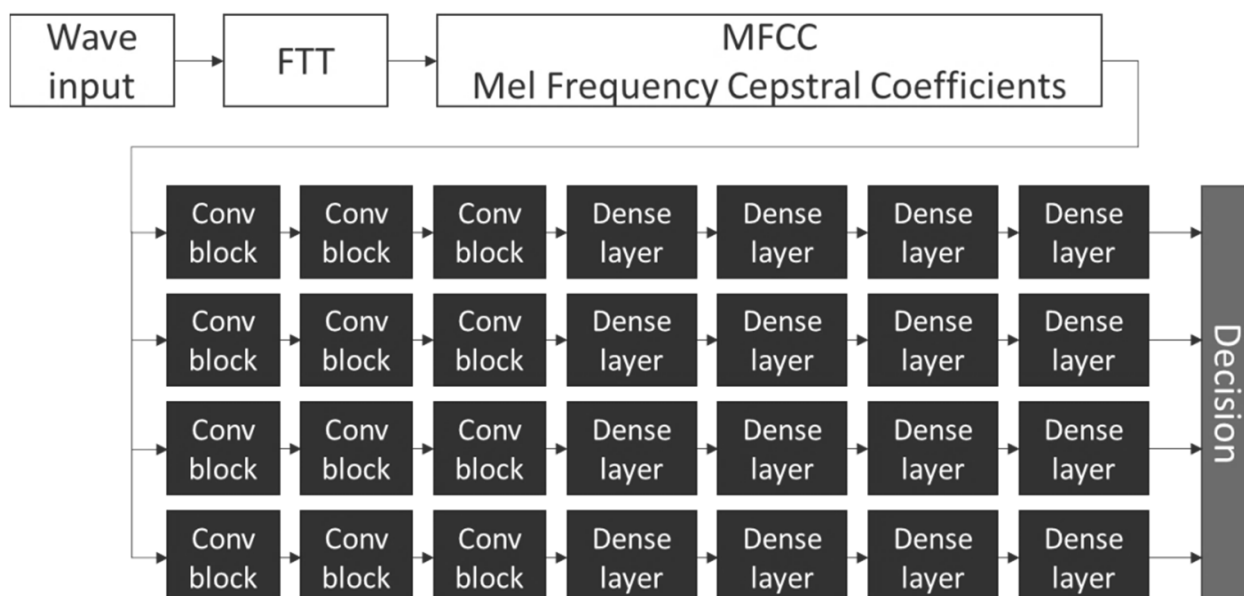 Wave
input
FTT
MFCC
Mel Frequency Cepstral Coefficients
Conv
block
Conv
block
Conv
block
Dense
layer
Dense
layer
Dense
layer
Dense
layer
Conv
block
Conv
block
Conv
block
Dense
layer
Dense
layer
Dense
layer
Dense
layer
Conv
block
Conv
block
Conv
block
Dense
layer
Dense
layer
Dense
layer
Dense
layer
Conv
block
Conv
block
Conv
block
Dense
layer
Dense
layer
Dense
layer
Dense
layer
Decision